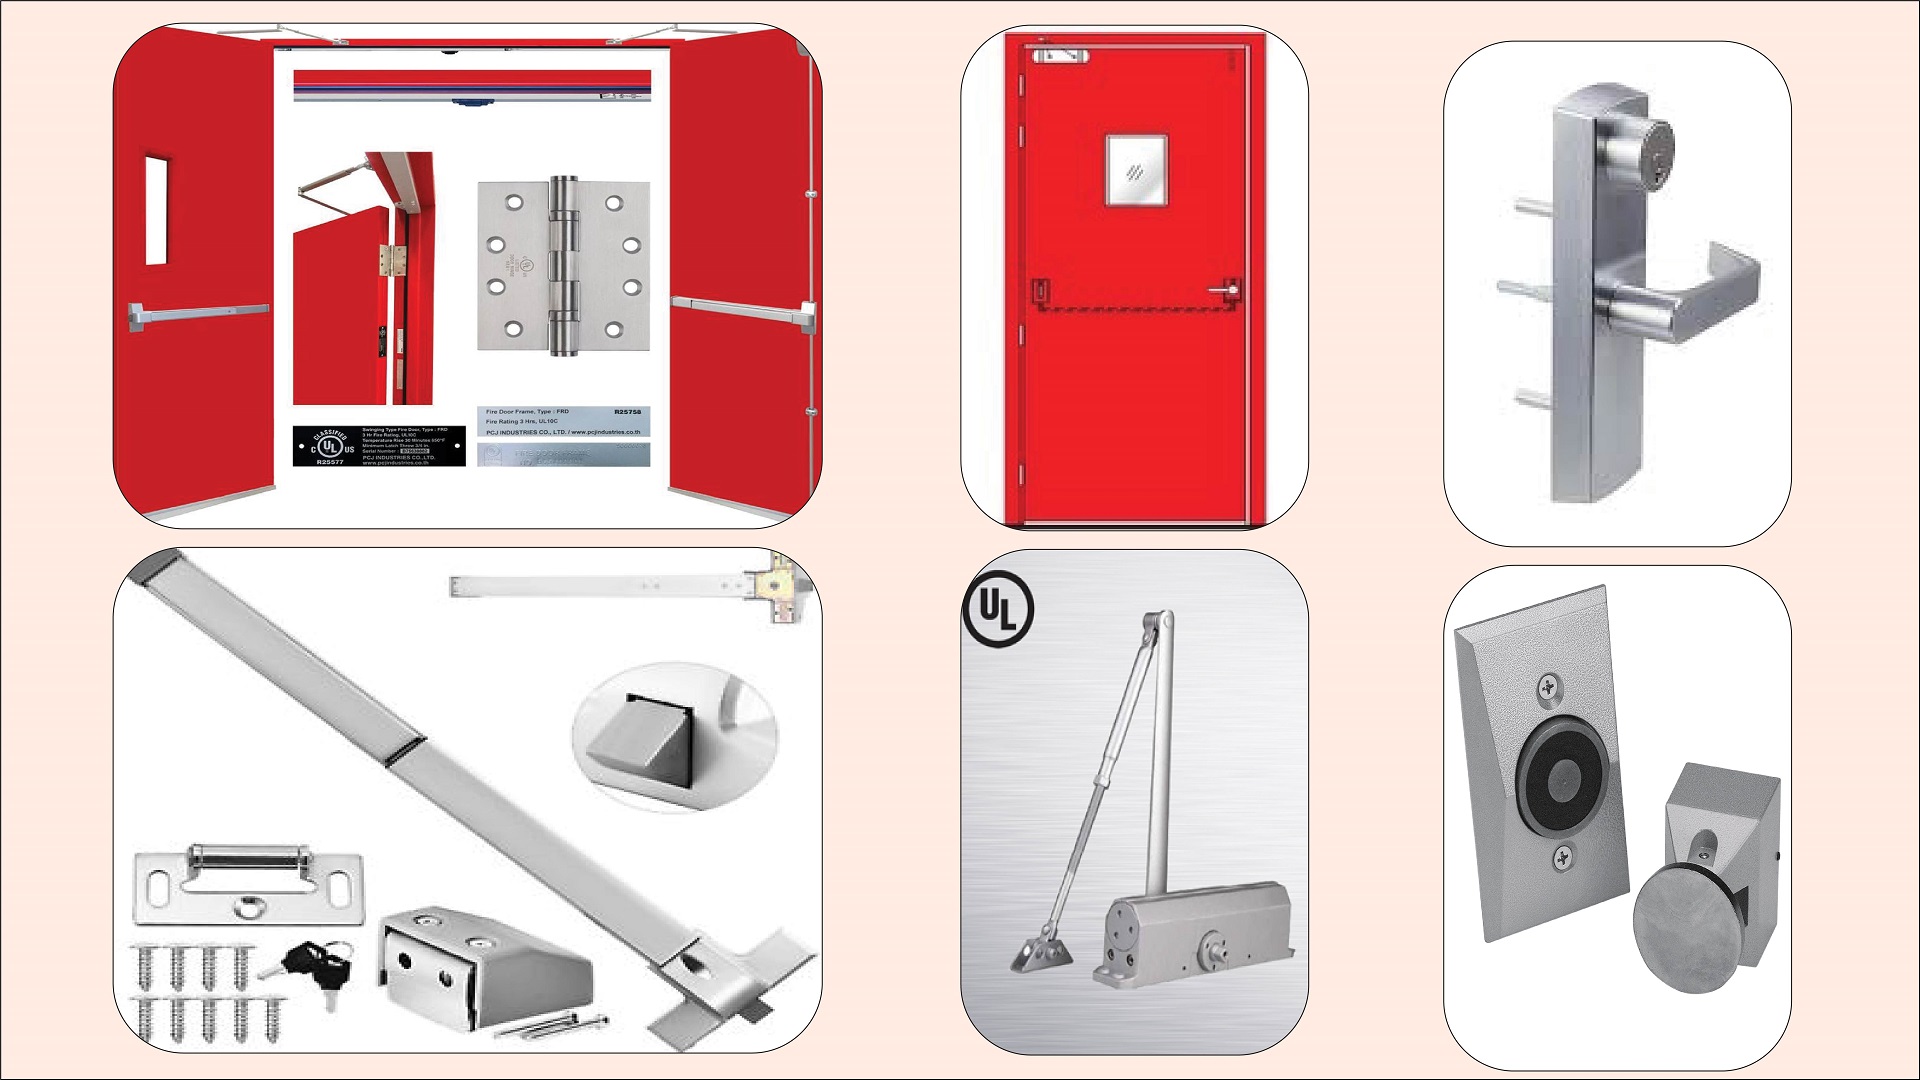 CLASSIFIED
UL
C US
R25577
Swinging Type Fire Door, Type : FRD
3 Hr Fire Rating, UL10C
Temperature Rise 30 Minutes 650°F
Minimum Latch Throw 3/4 in.
Serial Number :
PCJ INDUSTRIES CO.,LTD.
www.pcjindustries.co.th
Fire Door Frame, Type : FRD R25758
Fire Rating 3 Hrs, UL10C
PCJ INDUSTRIES CO., LTD. / www.pcjindustries.co.th
UL